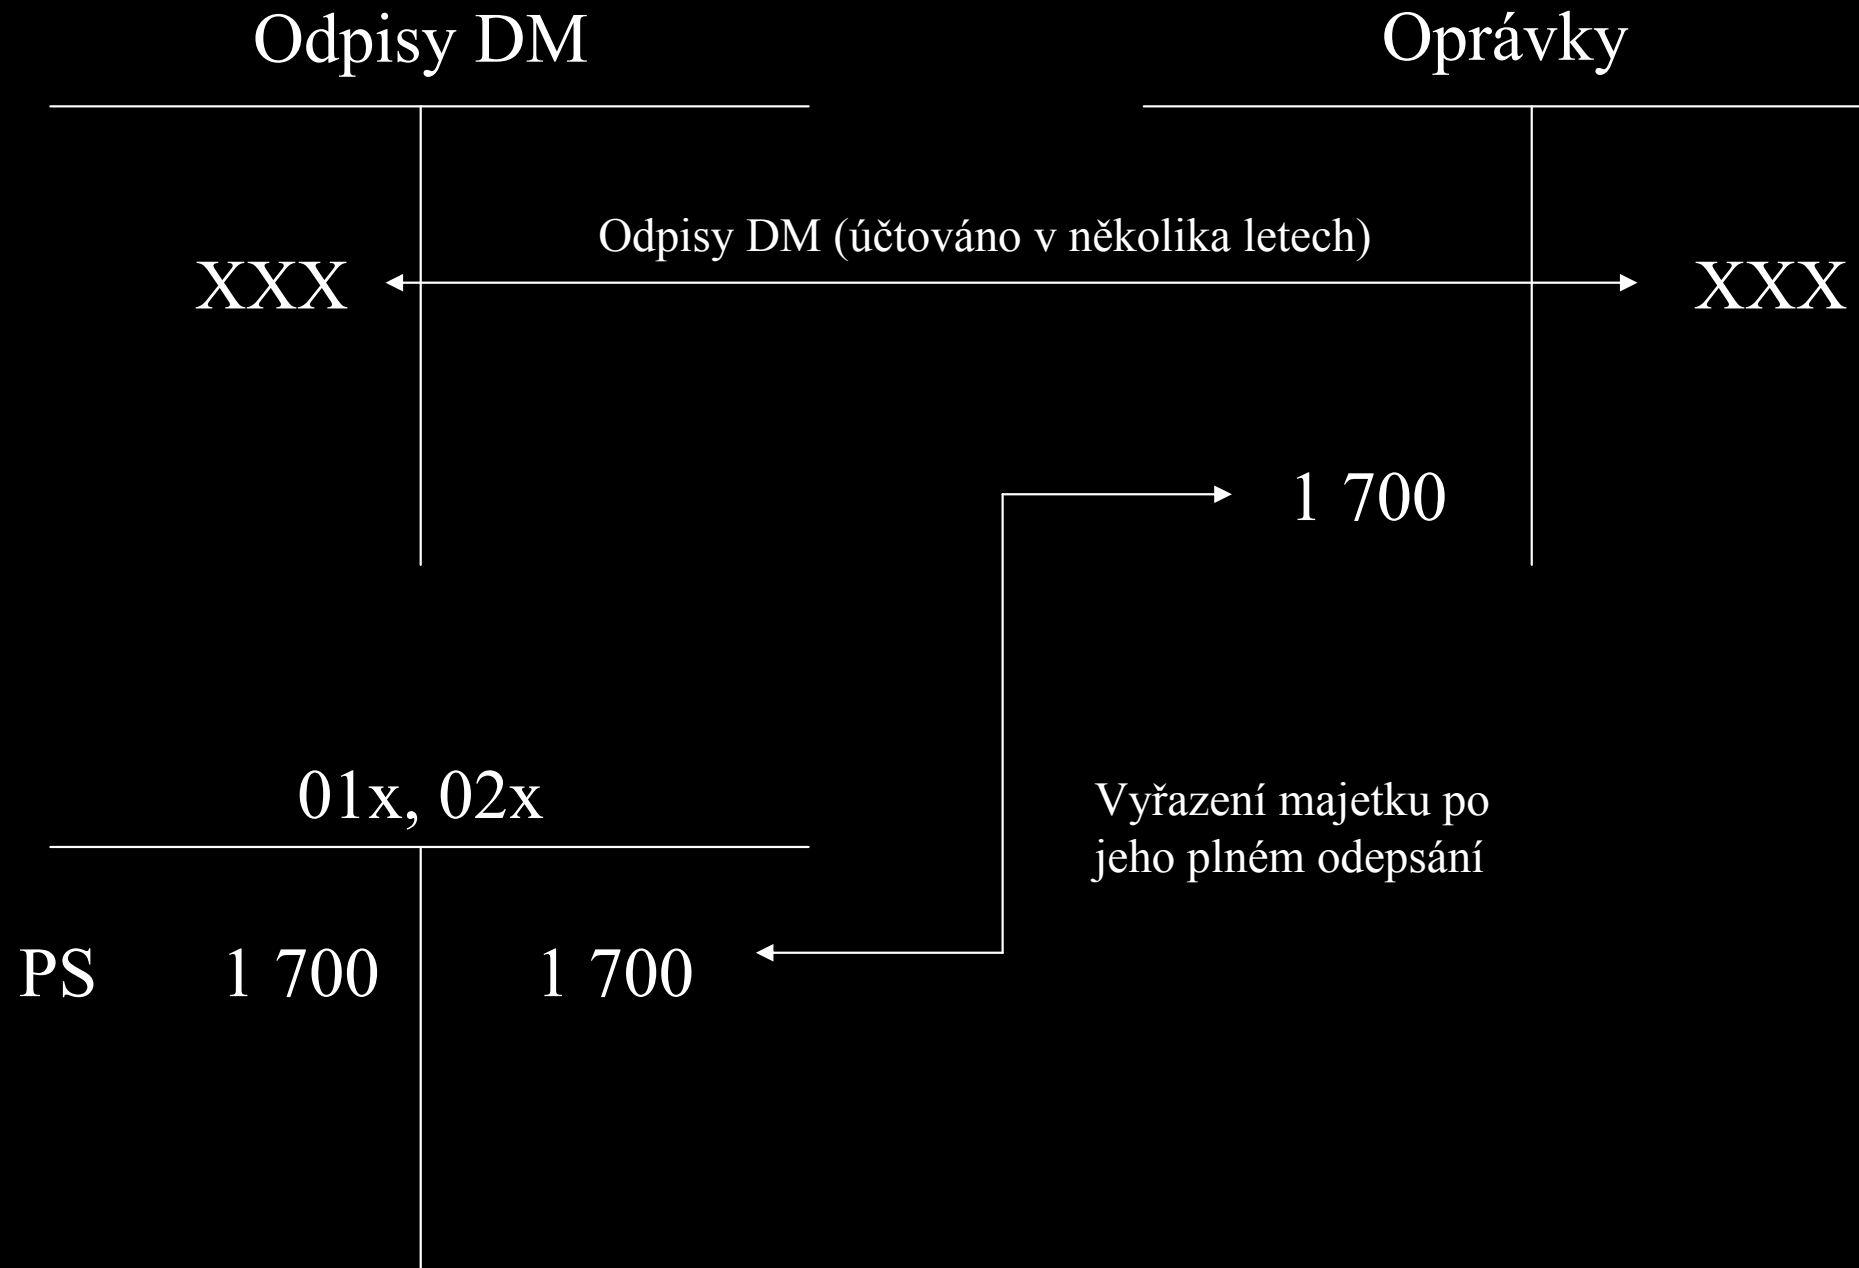 Odpisy DM
Oprávky
Odpisy DM (účtováno v několika letech)
XXX
XXX
1 700
01x, 02x
Vyřazení majetku po
jeho plném odepsání
PS 1 700 1 700